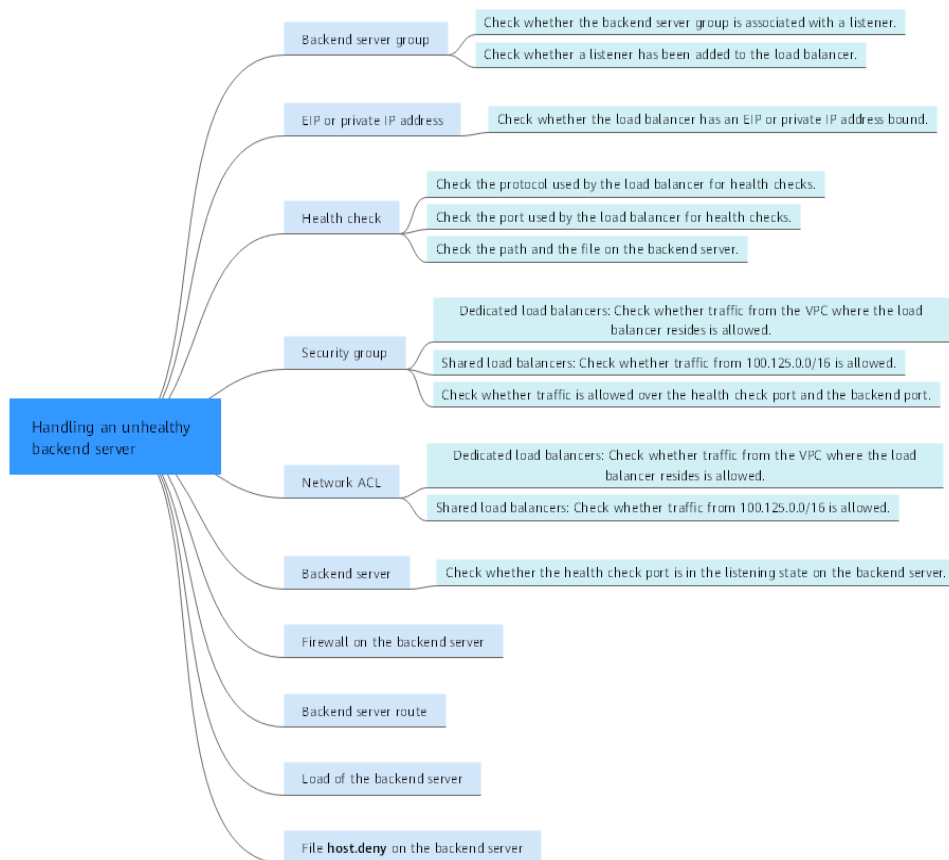 Handling an unhealthy
backend server
Backend server group
Check whether the backend server group is associated with a listener.
Check whether a listener has been added to the load balancer.
EIP or private IP address
Check whether the load balancer has an EIP or private IP address bound.
Health check
Check the protocol used by the load balancer for health checks.
Check the port used by the load balancer for health checks.
Check the path and the file on the backend server.
Security group
Dedicated load balancers: Check whether traffic from the VPC where the load
balancer resides is allowed.
Shared load balancers: Check whether traffic from 100.125.0.0/16 is allowed.
Check whether traffic is allowed over the health check port and the backend port.
Network ACL
Dedicated load balancers: Check whether traffic from the VPC where the load
balancer resides is allowed.
Shared load balancers: Check whether traffic from 100.125.0.0/16 is allowed.
Backend server
Check whether the health check port is in the listening state on the backend server.
Firewall on the backend server
Backend server route
Load of the backend server
File host.deny on the backend server